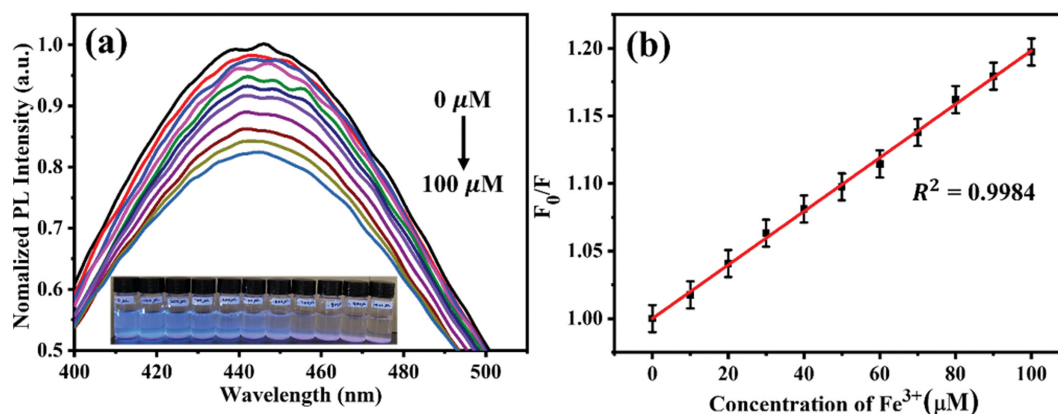 (a)
Nomalized PL Intensity (a.u.)
1.0
0.9
0.8
0.7
0.6
0.5
0 μM
100 μM
400 420 440 460 480 500
Wavelength (nm)
(b)
F₀/F
1.20
1.15
1.10
1.05
1.00
R² = 0.9984
0 20 40 60 80 100
Concentration of Fe³⁺(μM)